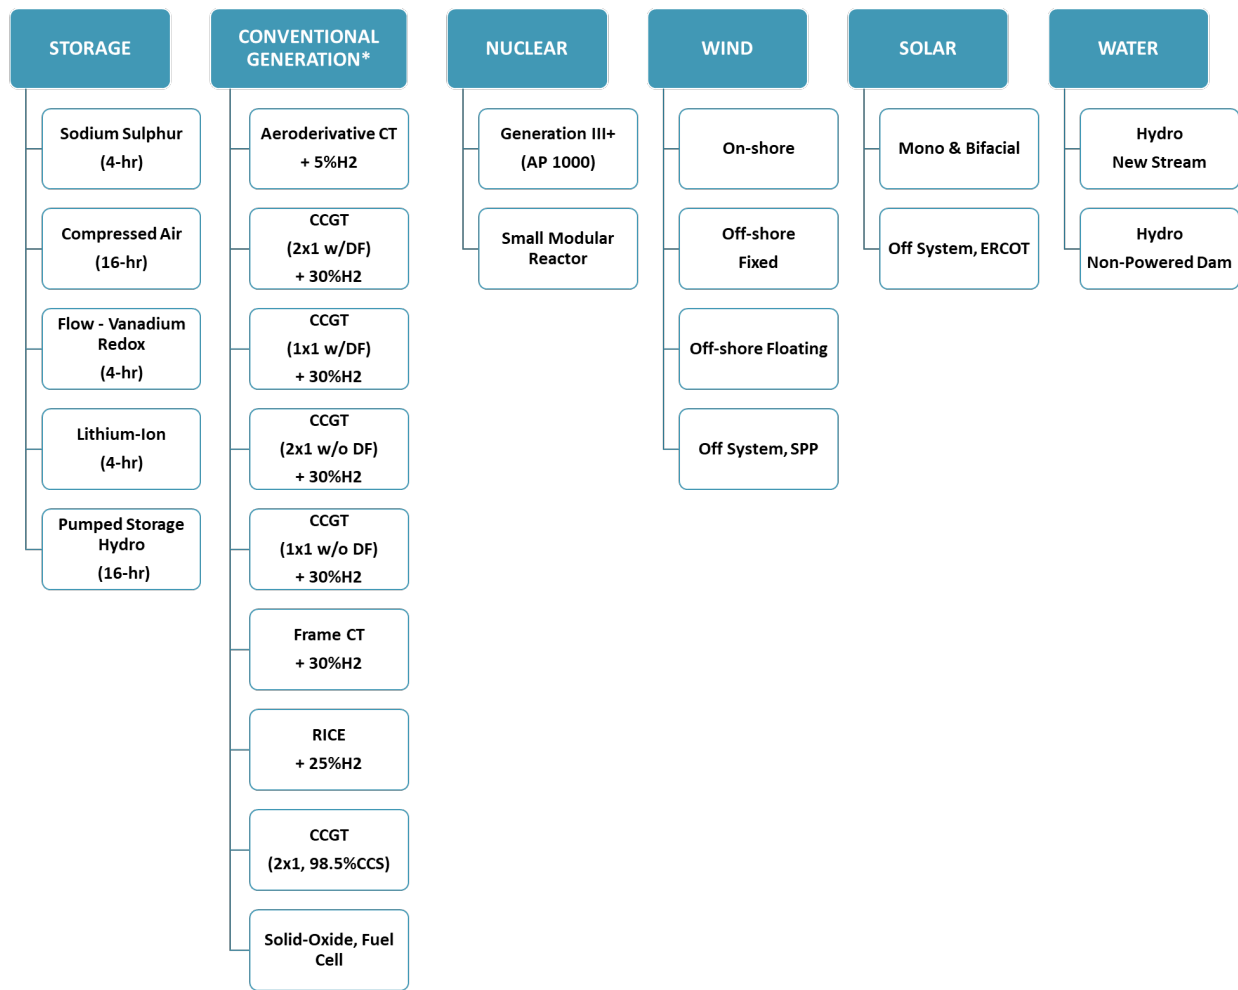 STORAGE
Sodium Sulphur
(4-hr)
Compressed Air
(16-hr)
Flow - Vanadium
Redox
(4-hr)
Lithium-Ion
(4-hr)
Pumped Storage
Hydro
(16-hr)
CONVENTIONAL
GENERATION*
Aeroderivative CT
+ 5%H2
CCGT
(2x1 w/DF)
+ 30%H2
CCGT
(1x1 w/DF)
+ 30%H2
CCGT
(2x1 w/o DF)
+ 30%H2
CCGT
(1x1 w/o DF)
+ 30%H2
Frame CT
+ 30%H2
RICE
+ 25%H2
CCGT
(2x1, 98.5%CCS)
Solid-Oxide, Fuel
Cell
NUCLEAR
Generation III+
(AP 1000)
Small Modular
Reactor
WIND
On-shore
Off-shore
Fixed
Off-shore Floating
Off System, SPP
SOLAR
Mono & Bifacial
Off System, ERCOT
WATER
Hydro
New Stream
Hydro
Non-Powered Dam